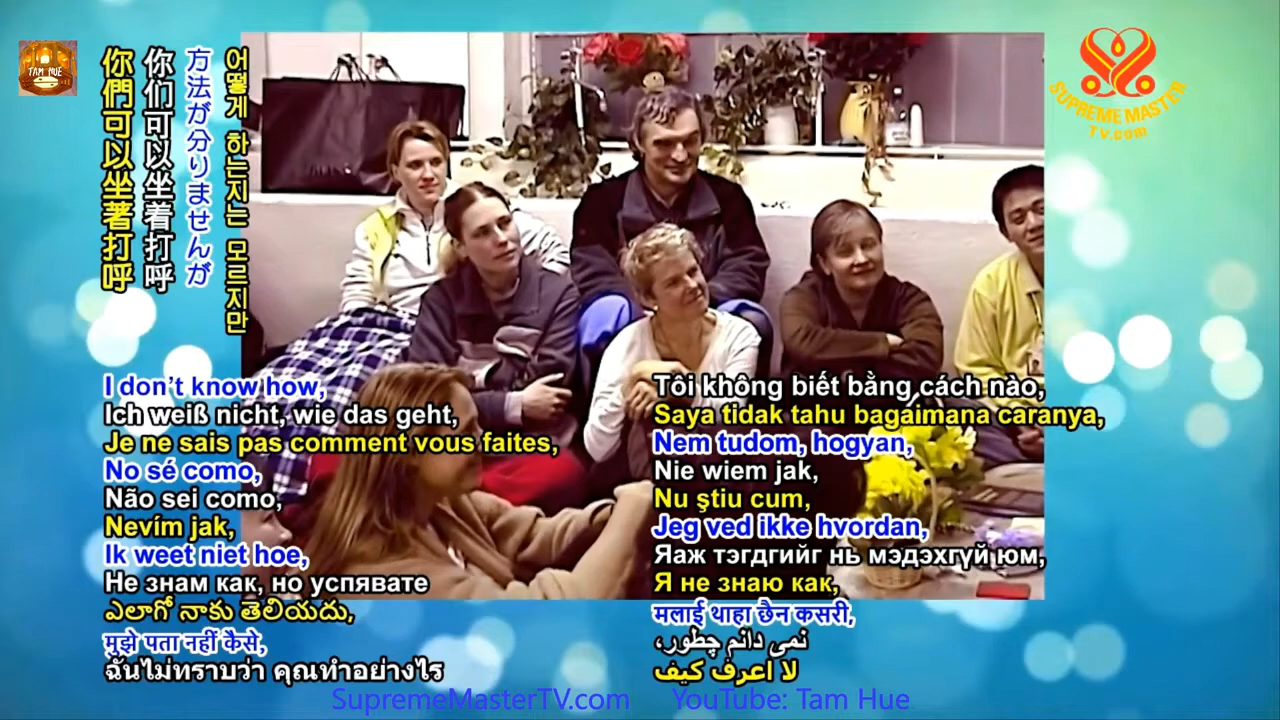 TAM HUE
你們可以坐著打呼
你们可以坐着打呼
方法が分りませんが
어떻게 하는지는 모르지만
SUPREME MASTER
TV.com
I don’t know how,
Ich weiß nicht, wie das geht,
Je ne sais pas comment vous faites,
No sé como,
Não sei como,
Nevím jak,
Ik weet niet hoe,
Не знам как, но успявате
ఎలాగో నాకు తెలియదు,
मुझे पता नहीं कैसे,
ฉันไม่ทราบว่า คุณทำอย่างไร
Tôi không biết bằng cách nào,
Saya tidak tahu bagaimana caranya,
Nem tudom, hogyan,
Nie wiem jak,
Nu ştiu cum,
Jeg ved ikke hvordan,
Яаж тэгдгийг нь мэдэхгүй юм,
Я не знаю как,
मलाई थाहा छैन कसरी,
نمی دانم چطور،
لا اعرف كيف
SupremeMasterTV.com
YouTube: Tam Hue